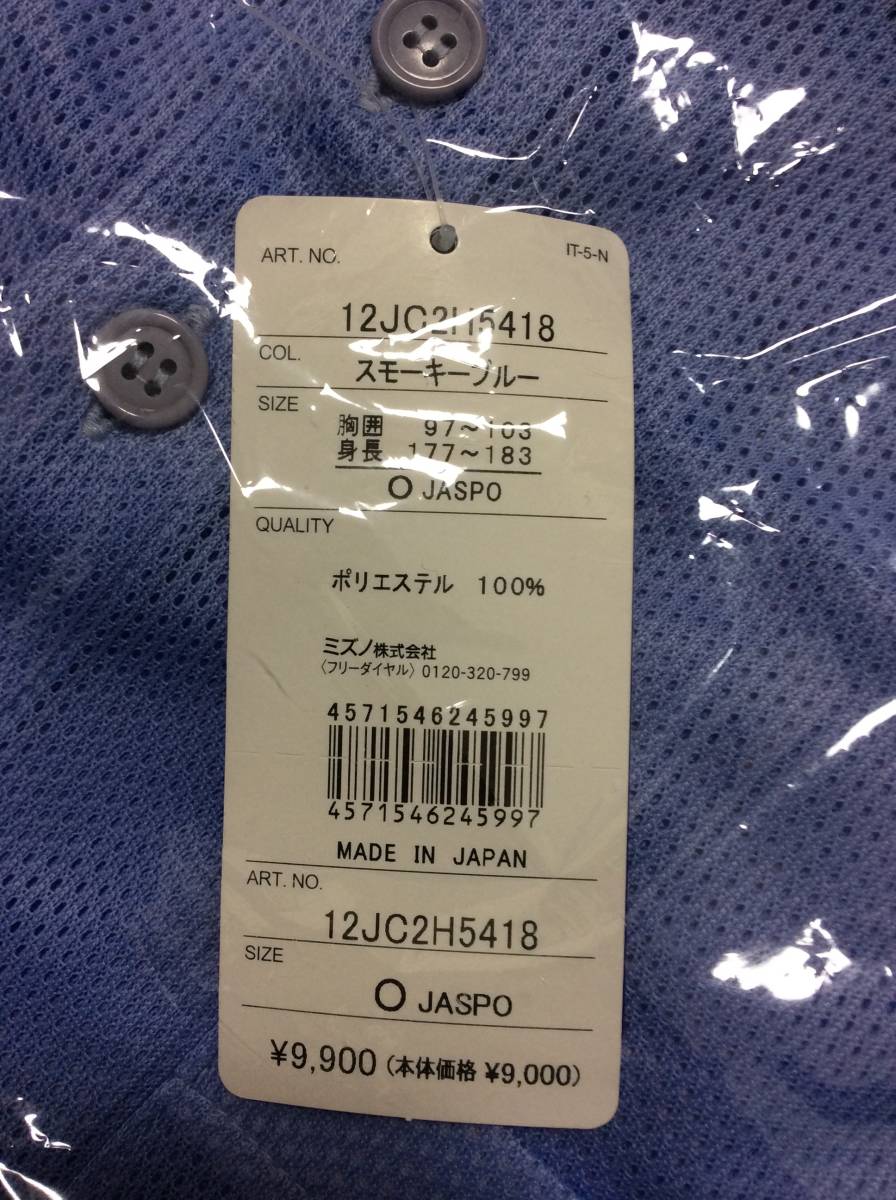 ART. NO.
IT-5-N
12JC2H5418
COL.
スモーキーブルー
SIZE
胸囲 97〜103
身長 177〜183
O JASPO
QUALITY
ポリエステル 100%
ミズノ株式会社
〈フリーダイヤル〉0120-320-799
4571546245997
4571546245997
MADE IN JAPAN
ART. NO.
12JC2H5418
SIZE
O JASPO
¥9,900 (本体価格 ¥9,000)